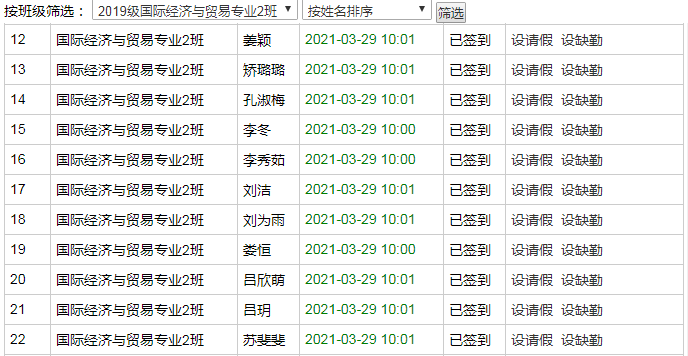 按班级筛选： 2019级国际经济与贸易专业2班 按姓名排序 筛选
12 国际经济与贸易专业2班 姜颖 2021-03-29 10:01 已签到 设请假 设缺勤
13 国际经济与贸易专业2班 矫璐璐 2021-03-29 10:01 已签到 设请假 设缺勤
14 国际经济与贸易专业2班 孔淑梅 2021-03-29 10:01 已签到 设请假 设缺勤
15 国际经济与贸易专业2班 李冬 2021-03-29 10:00 已签到 设请假 设缺勤
16 国际经济与贸易专业2班 李秀茹 2021-03-29 10:00 已签到 设请假 设缺勤
17 国际经济与贸易专业2班 刘洁 2021-03-29 10:01 已签到 设请假 设缺勤
18 国际经济与贸易专业2班 刘为雨 2021-03-29 10:01 已签到 设请假 设缺勤
19 国际经济与贸易专业2班 娄恒 2021-03-29 10:00 已签到 设请假 设缺勤
20 国际经济与贸易专业2班 吕欣萌 2021-03-29 10:01 已签到 设请假 设缺勤
21 国际经济与贸易专业2班 吕玥 2021-03-29 10:01 已签到 设请假 设缺勤
22 国际经济与贸易专业2班 苏斐斐 2021-03-29 10:01 已签到 设请假 设缺勤